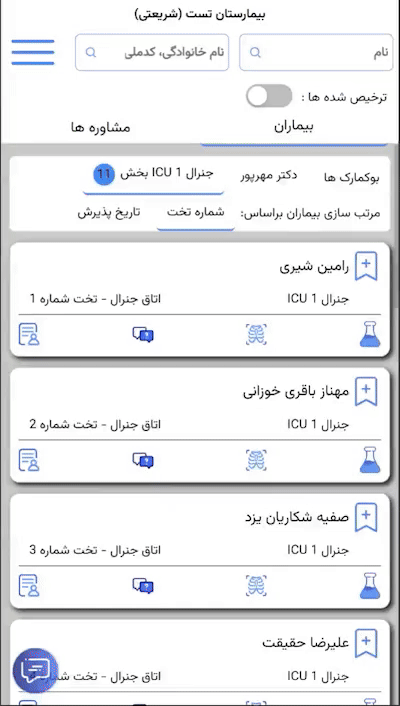 بیمارستان تست (شریعتی)
نام
نام خانوادگی، کدملی
ترخیص شده ها :
بیماران
مشاوره ها
بوکمارک ها
دکتر مهرپور
جنرال ICU 1 بخش 11
مرتب سازی بیماران براساس:
شماره تخت
تاریخ پذیرش
رامین شیری
جنرال ICU 1
اتاق جنرال - تخت شماره 1
مهناز باقری خوزانی
جنرال ICU 1
اتاق جنرال - تخت شماره 2
صفیه شکاریان یزد
جنرال ICU 1
اتاق جنرال - تخت شماره 3
علیرضا حقیقت
جنرال ICU 1
اتاق جنرال - تخت شماره